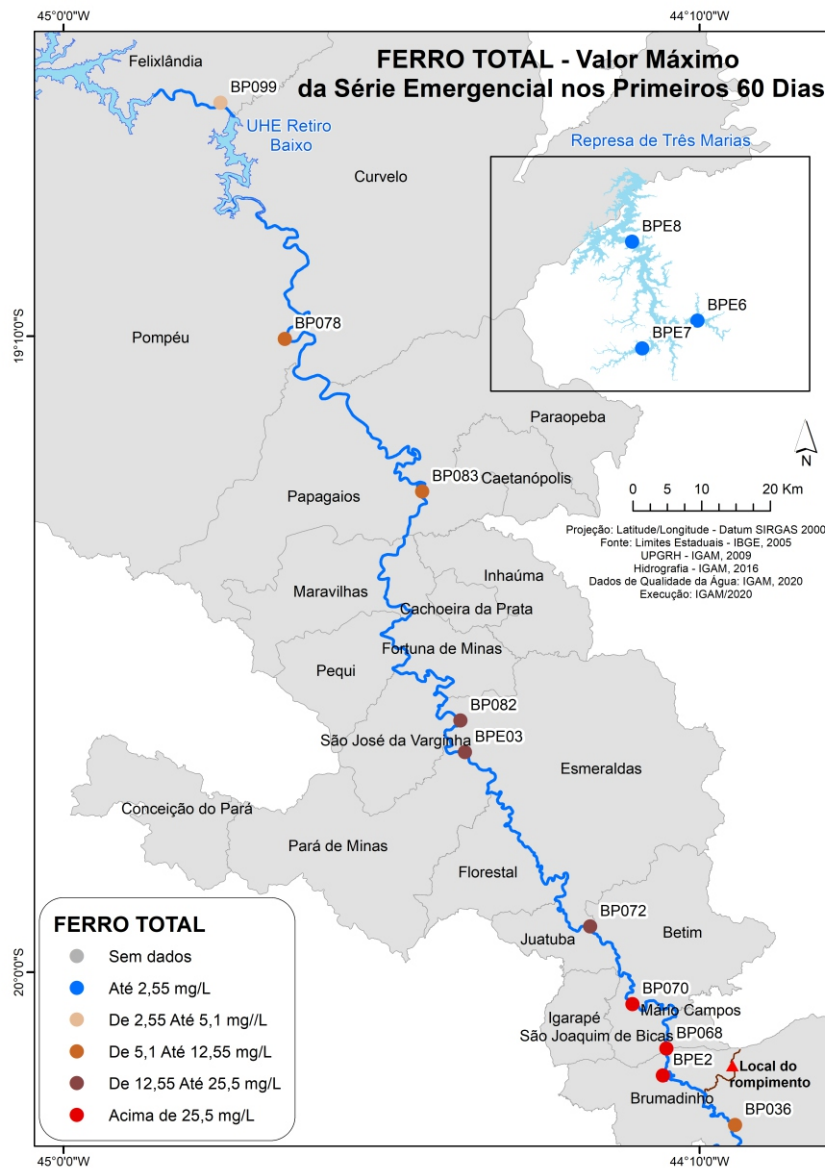 45°0'0"W
44°10'0"W
FERRO TOTAL - Valor Máximo
da Série Emergencial nos Primeiros 60 Dias
Felixlândia
BP099
UHE Retiro
Baixo
Curvelo
Represa de Três Marias
BPE8
BPE6
BPE7
19°10'0"S
BP078
Pompéu
Paraopeba
BP083
Caetanópolis
Papagaios
N
0 5 10 20 Km
Projeção: Latitude/Longitude - Datum SIRGAS 2000
Fonte: Limites Estaduais - IBGE, 2005
UPGRH - IGAM, 2009
Hidrografia - IGAM, 2016
Dados de Qualidade da Água: IGAM, 2020
Execução: IGAM/2020
Inhaúma
Maravilhas
Cachoeira da Prata
Fortuna de Minas
Pequi
BP082
São José da Varginha
BPE03
Esmeraldas
Conceição do Pará
Pará de Minas
Florestal
BP072
Juatuba
Betim
20°0'0"S
BP070
Mário Campos
Igarapé
São Joaquim de Bicas
BP068
BPE2
Local do
rompimento
Brumadinho
BP036
FERRO TOTAL
Sem dados
Até 2,55 mg/L
De 2,55 Até 5,1 mg//L
De 5,1 Até 12,55 mg/L
De 12,55 Até 25,5 mg/L
Acima de 25,5 mg/L
45°0'0"W
44°10'0"W